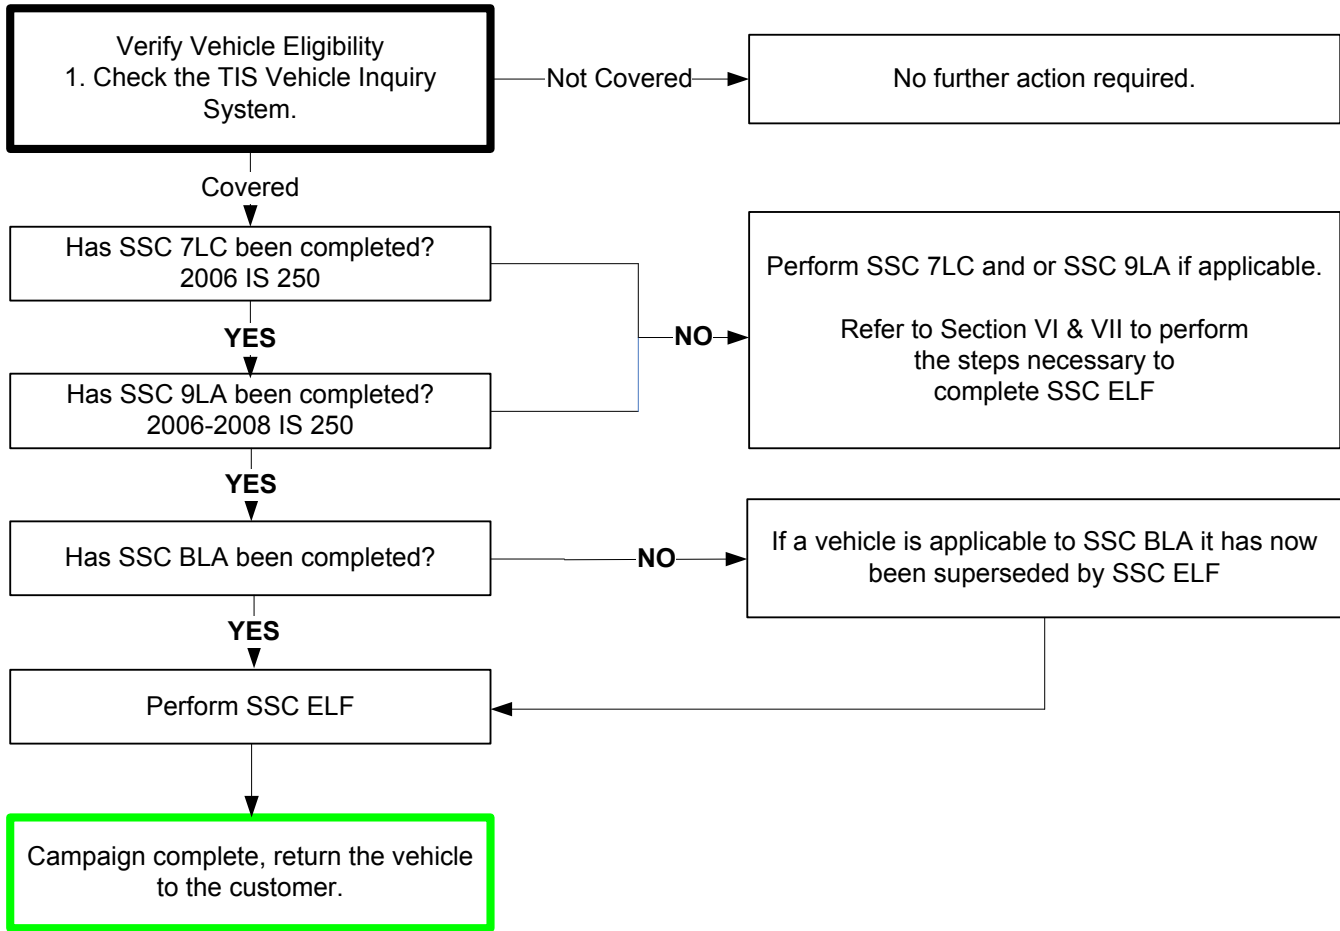 Verify Vehicle Eligibility
1. Check the TIS Vehicle Inquiry
System.
Not Covered
No further action required.
Covered
Has SSC 7LC been completed?
2006 IS 250
Perform SSC 7LC and or SSC 9LA if applicable.
Refer to Section VI & VII to perform
the steps necessary to
complete SSC ELF
NO
YES
Has SSC 9LA been completed?
2006-2008 IS 250
YES
Has SSC BLA been completed?
NO
If a vehicle is applicable to SSC BLA it has now
been superseded by SSC ELF
YES
Perform SSC ELF
Campaign complete, return the vehicle
to the customer.